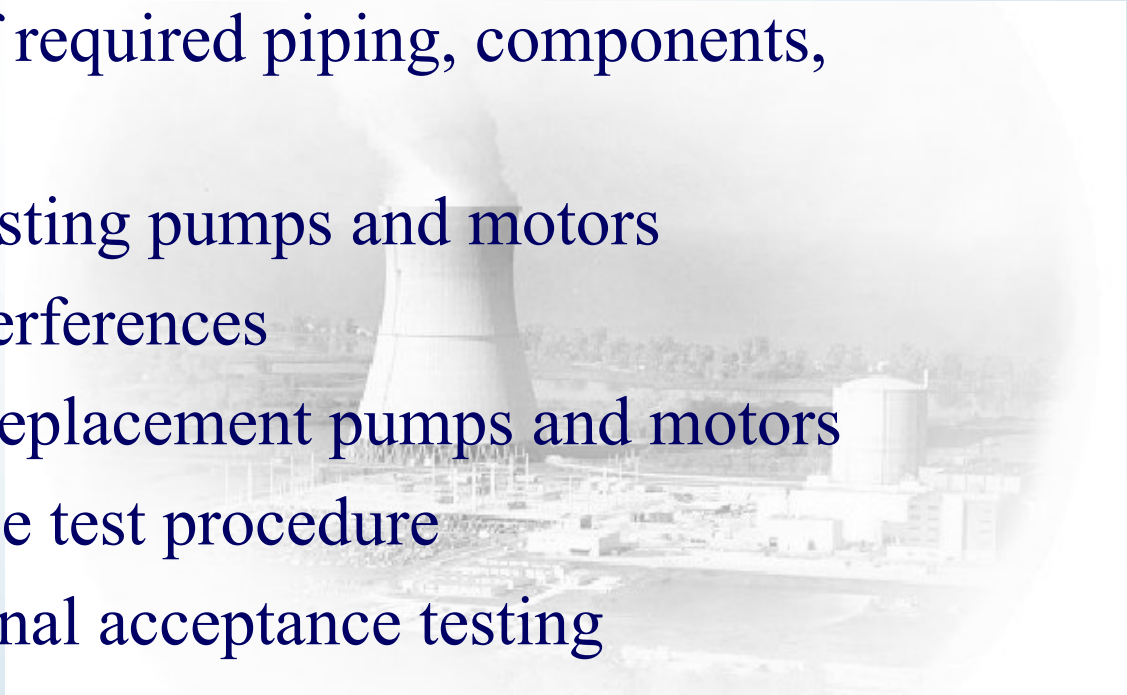 required piping, components,
sting pumps and motors
erferences
eplacement pumps and motors
e test procedure
nal acceptance testing